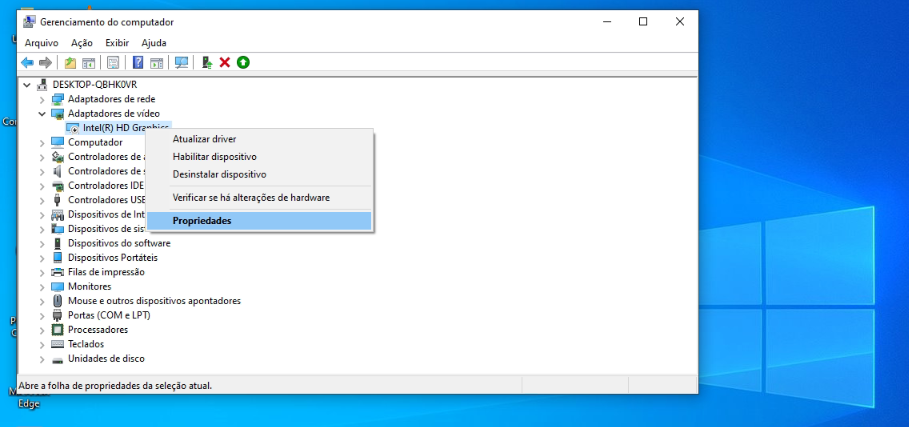 Gerenciamento do computador
Arquivo Ação Exibir Ajuda
DESKTOP-QBHK0VR
Adaptadores de rede
Adaptadores de vídeo
Intel(R) HD Graphics
Atualizar driver
Habilitar dispositivo
Desinstalar dispositivo
Verificar se há alterações de hardware
Propriedades
Computador
Controladores de
Controladores de
Controladores IDE
Controladores USB
Dispositivos de
Dispositivos de
Dispositivos do software
Dispositivos Portáteis
Filas de impressão
Monitores
Mouse e outros dispositivos apontadores
Portas (COM e LPT)
Processadores
Teclados
Unidades de disco
Abre a folha de propriedades da seleção atual.
Edge